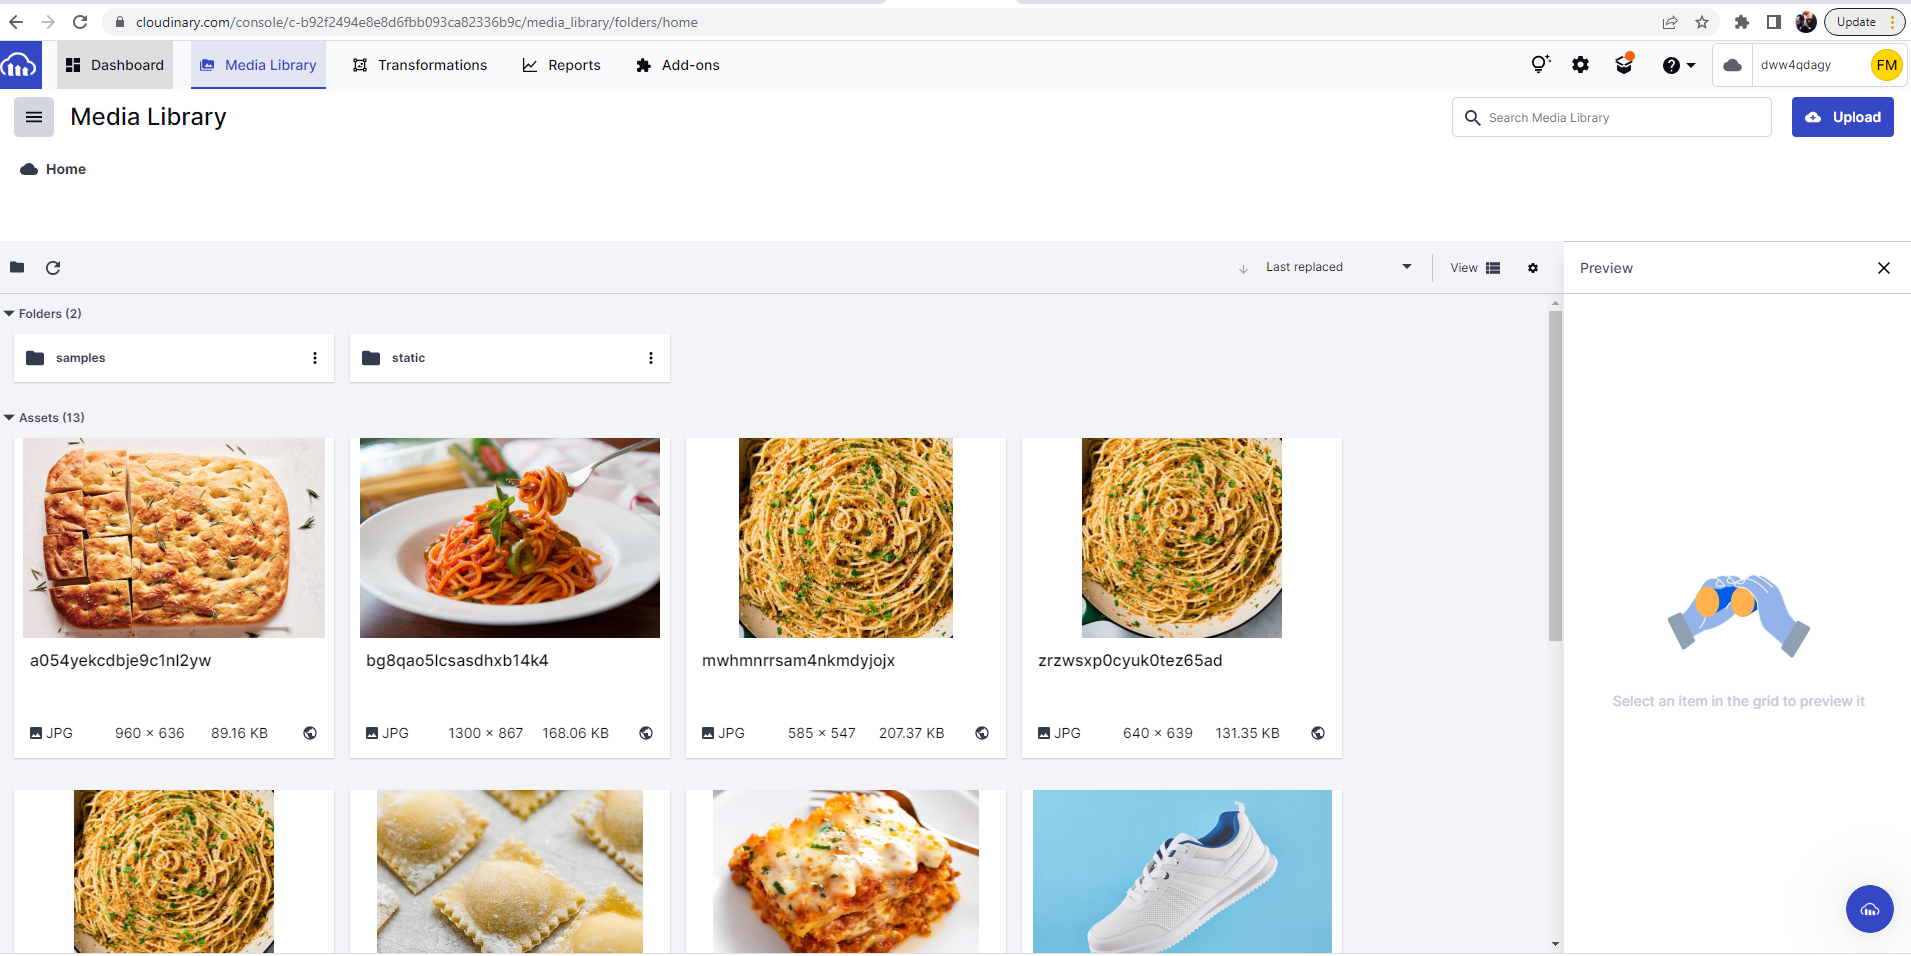 cloudinary.com/console/c-b92f2494e8e8d6fbb093ca82336b9c/media_library/folders/home
Update
Dashboard
Media Library
Transformations
Reports
Add-ons
dww4qdagy
FM
Media Library
Search Media Library
Upload
Home
Last replaced
View
Preview
Folders (2)
samples
static
Assets (13)
a054yekcdbje9c1nl2yw
bg8qao5lcsasdhxb14k4
mwhmnrrsam4nkmdyjojx
zrzwsxp0cyuk0tez65ad
JPG 960 × 636 89.16 KB
JPG 1300 × 867 168.06 KB
JPG 585 × 547 207.37 KB
JPG 640 × 639 131.35 KB
Select an item in the grid to preview it